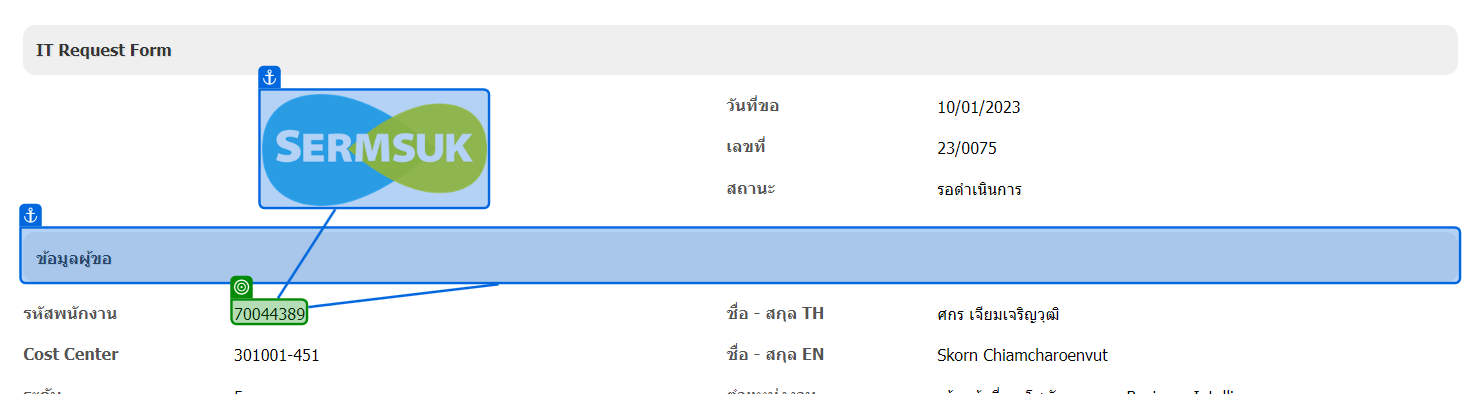 IT Request Form
SERMSUK
วันที่ขอ 10/01/2023
เลขที่ 23/0075
สถานะ รอดำเนินการ
ข้อมูลผู้ขอ
รหัสพนักงาน 70044389 ชื่อ - สกุล TH ศกร เจียมเจริญวุฒิ
Cost Center 301001-451 ชื่อ - สกุล EN Skorn Chiamcharoenvut